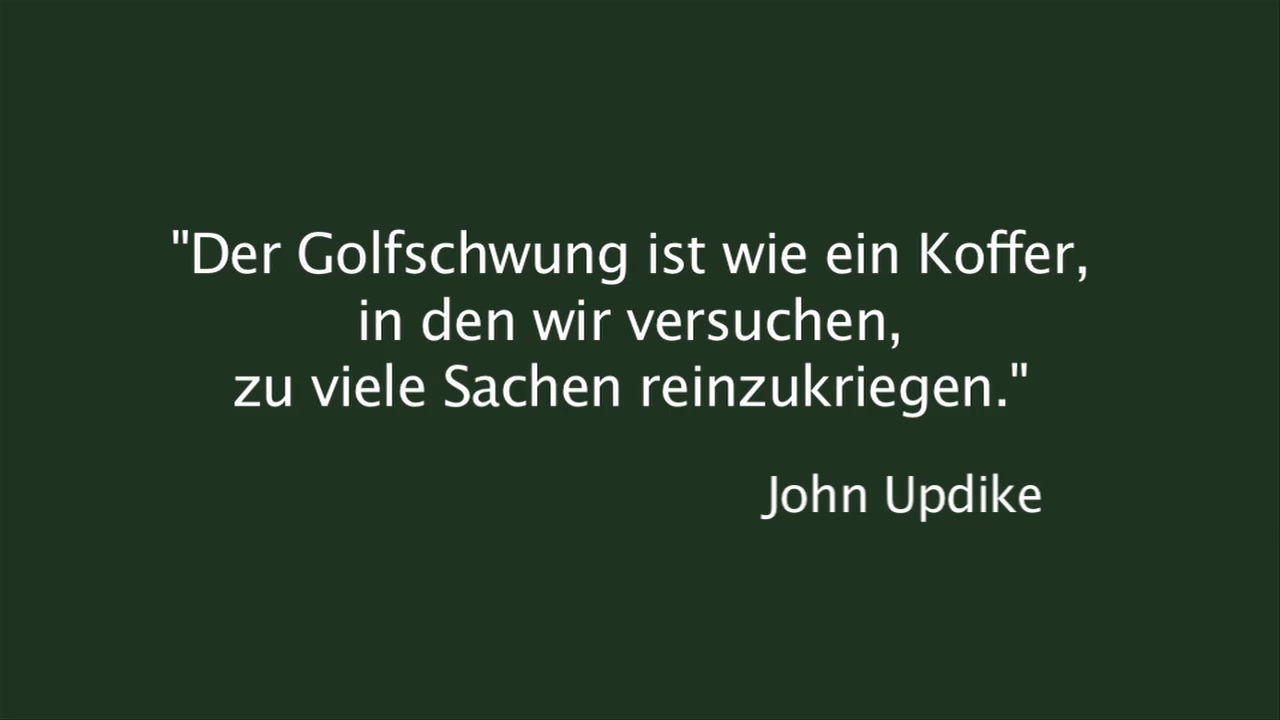 "Der Golfschwung ist wie ein Koffer,
in den wir versuchen,
zu viele Sachen reinzukriegen."
John Updike